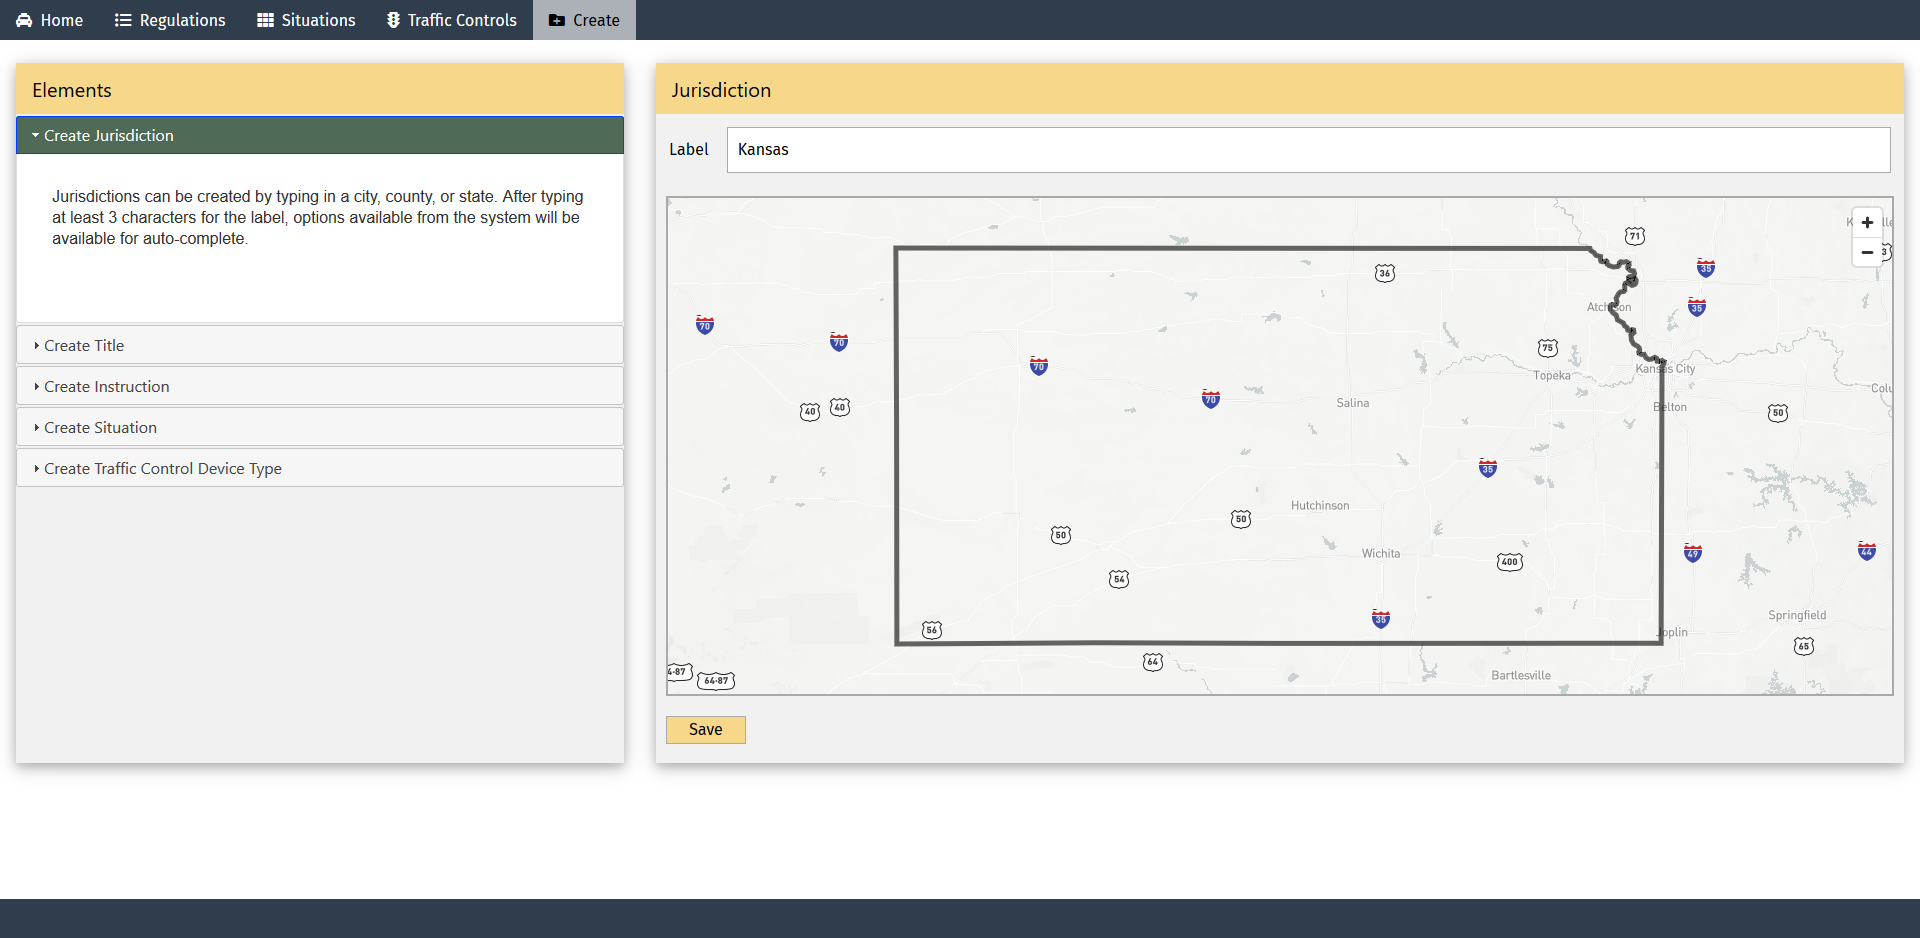 Home
Regulations
Situations
Traffic Controls
Create
Elements
Create Jurisdiction
Jurisdictions can be created by typing in a city, county, or state. After typing
at least 3 characters for the label, options available from the system will be
available for auto-complete.
Create Title
Create Instruction
Create Situation
Create Traffic Control Device Type
Jurisdiction
Label
Kansas
+
−
71
36
35
3
35
Atchison
70
70
70
75
Topeka
Kansas City
70
40
40
Salina
Belton
50
35
Hutchinson
50
50
Wichita
400
49
44
54
35
Springfield
56
Joplin
65
64
4-87
64-87
Bartlesville
Save